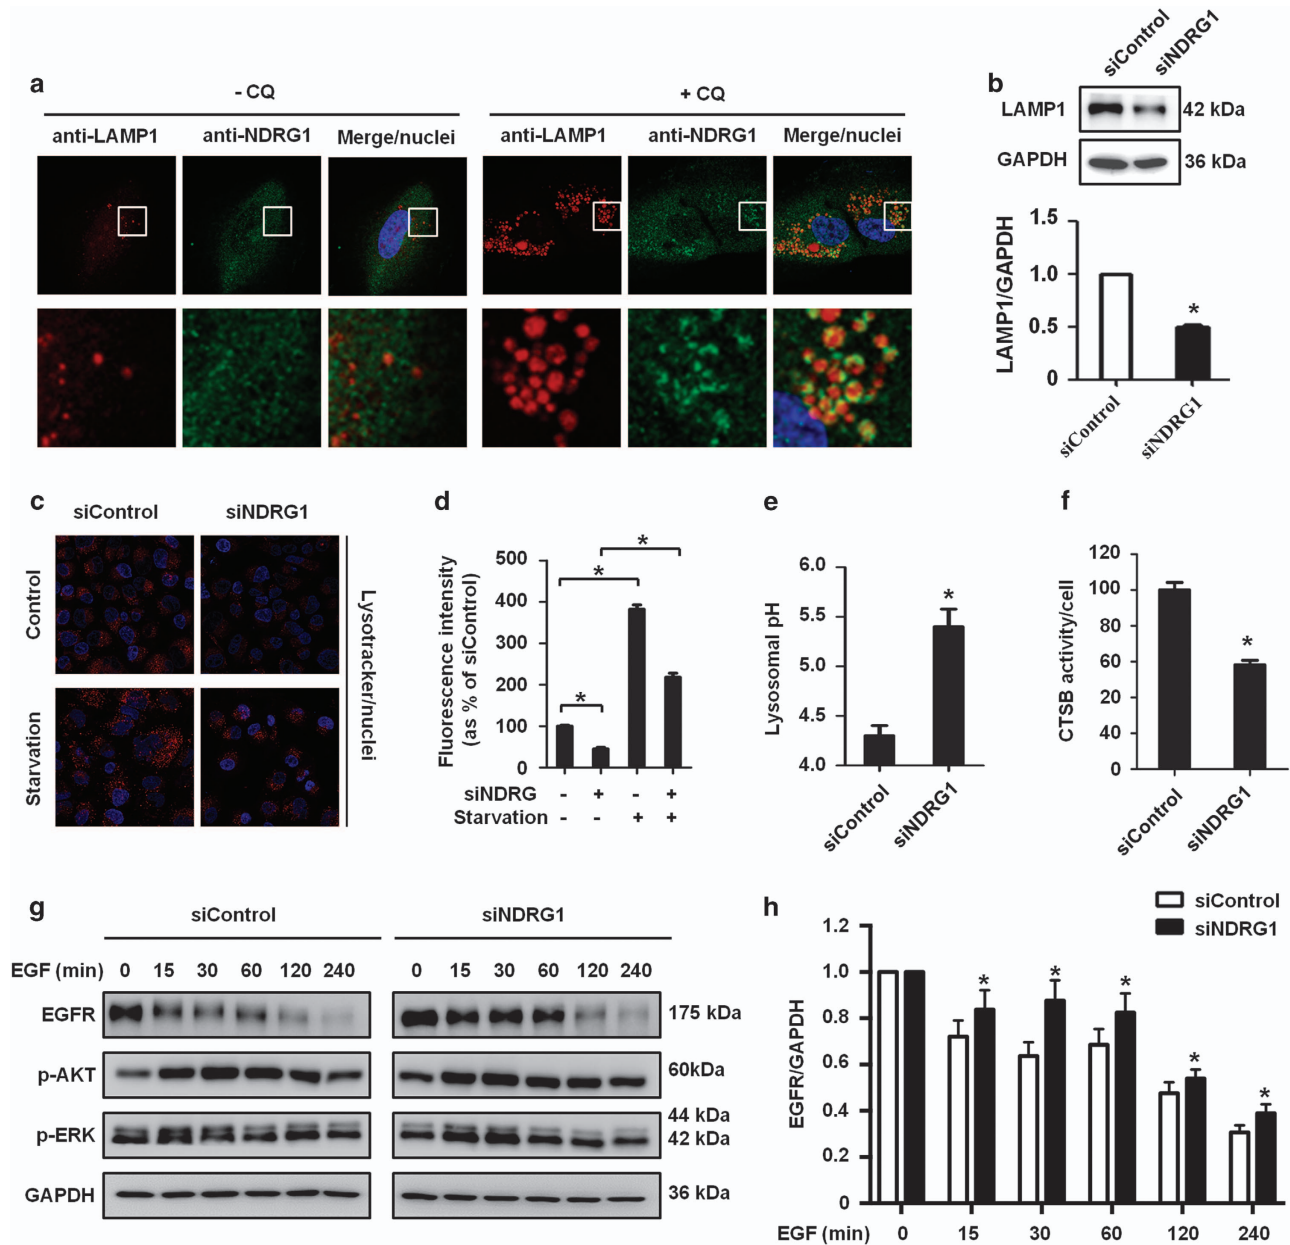 a
- CQ
+ CQ
anti-LAMP1 anti-NDRG1 Merge/nuclei
anti-LAMP1 anti-NDRG1 Merge/nuclei
b
siControl
siNDRG1
LAMP1 42 kDa
GAPDH 36 kDa
LAMP1/GAPDH
1.5
1.0
0.5
0
*
siControl
siNDRG1
c
siControl siNDRG1
Control
Starvation
Lysotracker/nuclei
d
Fluorescence intensity
(as % of siControl)
500
400
300
200
100
0
*
*
*
siNDRG - + - +
Starvation - - + +
e
Lysosomal pH
6.0
5.5
5.0
4.5
4.0
*
siControl
siNDRG1
f
CTSB activity/cell
120
100
80
60
20
40
0
*
siControl
siNDRG1
g
siControl siNDRG1
EGF (min) 0 15 30 60 120 240 0 15 30 60 120 240
EGFR 175 kDa
p-AKT 60kDa
p-ERK 44 kDa
42 kDa
GAPDH 36 kDa
h
siControl
siNDRG1
EGFR/GAPDH
1.2
1.0
0.8
0.6
0.4
0.2
0
* * * * *
EGF (min) 0 15 30 60 120 240